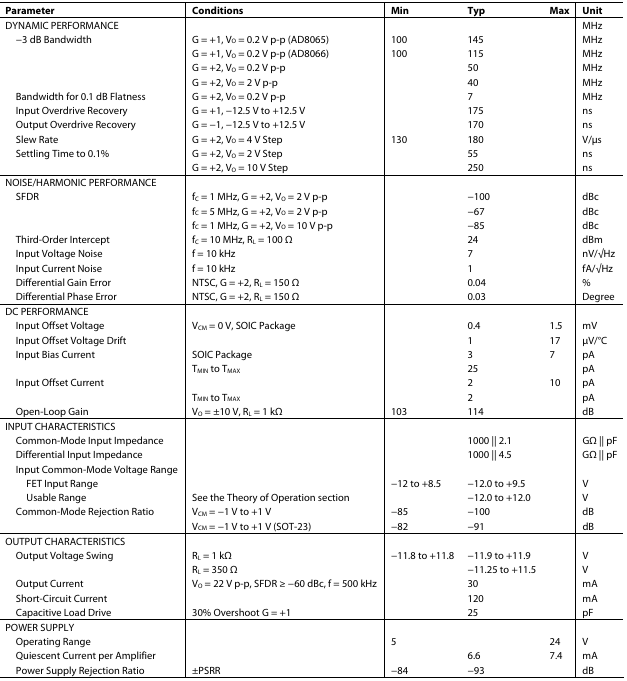 Parameter Conditions Min Typ Max Unit
DYNAMIC PERFORMANCE MHz
−3 dB Bandwidth G = +1, VO = 0.2 V p-p (AD8065) 100 145 MHz
G = +1, VO = 0.2 V p-p (AD8066) 100 115 MHz
G = +2, VO = 0.2 V p-p 50 MHz
G = +2, VO = 2 V p-p 40 MHz
Bandwidth for 0.1 dB Flatness G = +2, VO = 0.2 V p-p 7 MHz
Input Overdrive Recovery G = +1, −12.5 V to +12.5 V 175 ns
Output Overdrive Recovery G = −1, −12.5 V to +12.5 V 170 ns
Slew Rate G = +2, VO = 4 V Step 130 180 V/µs
Settling Time to 0.1% G = +2, VO = 2 V Step 55 ns
G = +2, VO = 10 V Step 250 ns
NOISE/HARMONIC PERFORMANCE
SFDR fC = 1 MHz, G = +2, VO = 2 V p-p −100 dBc
fC = 5 MHz, G = +2, VO = 2 V p-p −67 dBc
fC = 1 MHz, G = +2, VO = 10 V p-p −85 dBc
Third-Order Intercept fC = 10 MHz, RL = 100 Ω 24 dBm
Input Voltage Noise f = 10 kHz 7 nV/√Hz
Input Current Noise f = 10 kHz 1 fA/√Hz
Differential Gain Error NTSC, G = +2, RL = 150 Ω 0.04 %
Differential Phase Error NTSC, G = +2, RL = 150 Ω 0.03 Degree
DC PERFORMANCE
Input Offset Voltage VCM = 0 V, SOIC Package 0.4 1.5 mV
Input Offset Voltage Drift 1 17 µV/°C
Input Bias Current SOIC Package 3 7 pA
TMIN to TMAX 25 pA
Input Offset Current 2 10 pA
TMIN to TMAX 2 pA
Open-Loop Gain VO = ±10 V, RL = 1 kΩ 103 114 dB
INPUT CHARACTERISTICS
Common-Mode Input Impedance 1000 || 2.1 GΩ || pF
Differential Input Impedance 1000 || 4.5 GΩ || pF
Input Common-Mode Voltage Range
FET Input Range −12 to +8.5 −12.0 to +9.5 V
Usable Range See the Theory of Operation section −12.0 to +12.0 V
Common-Mode Rejection Ratio VCM = −1 V to +1 V −85 −100 dB
VCM = −1 V to +1 V (SOT-23) −82 −91 dB
OUTPUT CHARACTERISTICS
Output Voltage Swing RL = 1 kΩ −11.8 to +11.8 −11.9 to +11.9 V
RL = 350 Ω −11.25 to +11.5 V
Output Current VO = 22 V p-p, SFDR ≥ −60 dBc, f = 500 kHz 30 mA
Short-Circuit Current 120 mA
Capacitive Load Drive 30% Overshoot G = +1 25 pF
POWER SUPPLY
Operating Range 5 24 V
Quiescent Current per Amplifier 6.6 7.4 mA
Power Supply Rejection Ratio ±PSRR −84 −93 dB